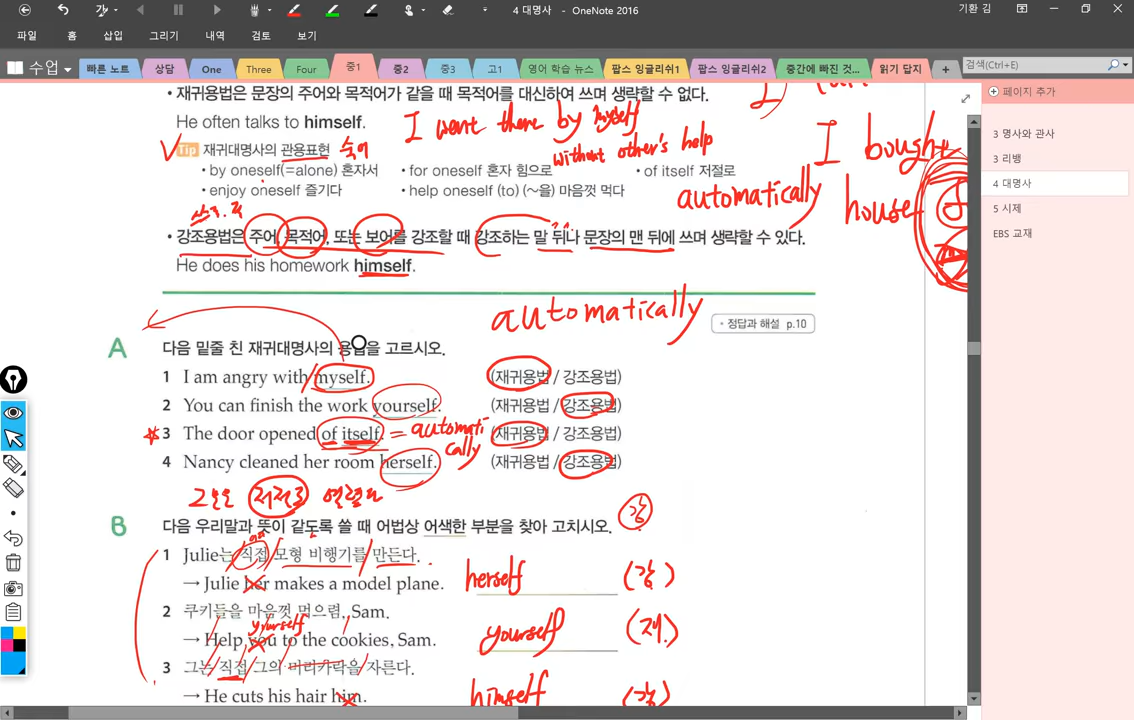 4 대명사 - OneNote 2016
기환 김
파일 홈 삽입 그리기 내역 검토 보기
수업 빠른 노트 상담 One Three Four 중1 중2 중3 고1 영어 학습 뉴스 팝스 잉글리쉬1 팝스 잉글리쉬2 중간에 빠진 것... 읽기 답지 + 검색(Ctrl+E)
페이지 추가
3 명사와 관사
3 리뱅
4 대명사
5 시제
EBS 교재
• 재귀용법은 문장의 주어와 목적어가 같을 때 목적어를 대신하여 쓰며 생략할 수 없다.
He often talks to himself.
I went there by myself
without other's help
I bought
house
Tip 재귀대명사의 관용표현 숙어
• by oneself(=alone) 혼자서 • for oneself 혼자 힘으로 • of itself 저절로
• enjoy oneself 즐기다 • help oneself (to) (~을) 마음껏 먹다
automatically
• 강조용법은 주어, 목적어, 또는 보어를 강조할 때 강조하는 말 뒤나 문장의 맨 뒤에 쓰며 생략할 수 있다.
He does his homework himself.
automatically
• 정답과 해설 p.10
A 다음 밑줄 친 재귀대명사의 용법을 고르시오.
1 I am angry with myself. (재귀용법 / 강조용법)
2 You can finish the work yourself. (재귀용법 / 강조용법)
3 The door opened of itself. = automatically (재귀용법 / 강조용법)
4 Nancy cleaned her room herself. (재귀용법 / 강조용법)
그 문은 저절로 열렸다
B 다음 우리말과 뜻이 같도록 쓸 때 어법상 어색한 부분을 찾아 고치시오. 강
1 Julie는 직접 모형 비행기를 만든다.
→ Julie her makes a model plane. herself (강)
2 쿠키들을 마음껏 먹으렴, Sam.
yourself
→ Help you to the cookies, Sam. yourself (재)
3 그는 직접 그의 머리카락을 자른다.
→ He cuts his hair him. himself (강)